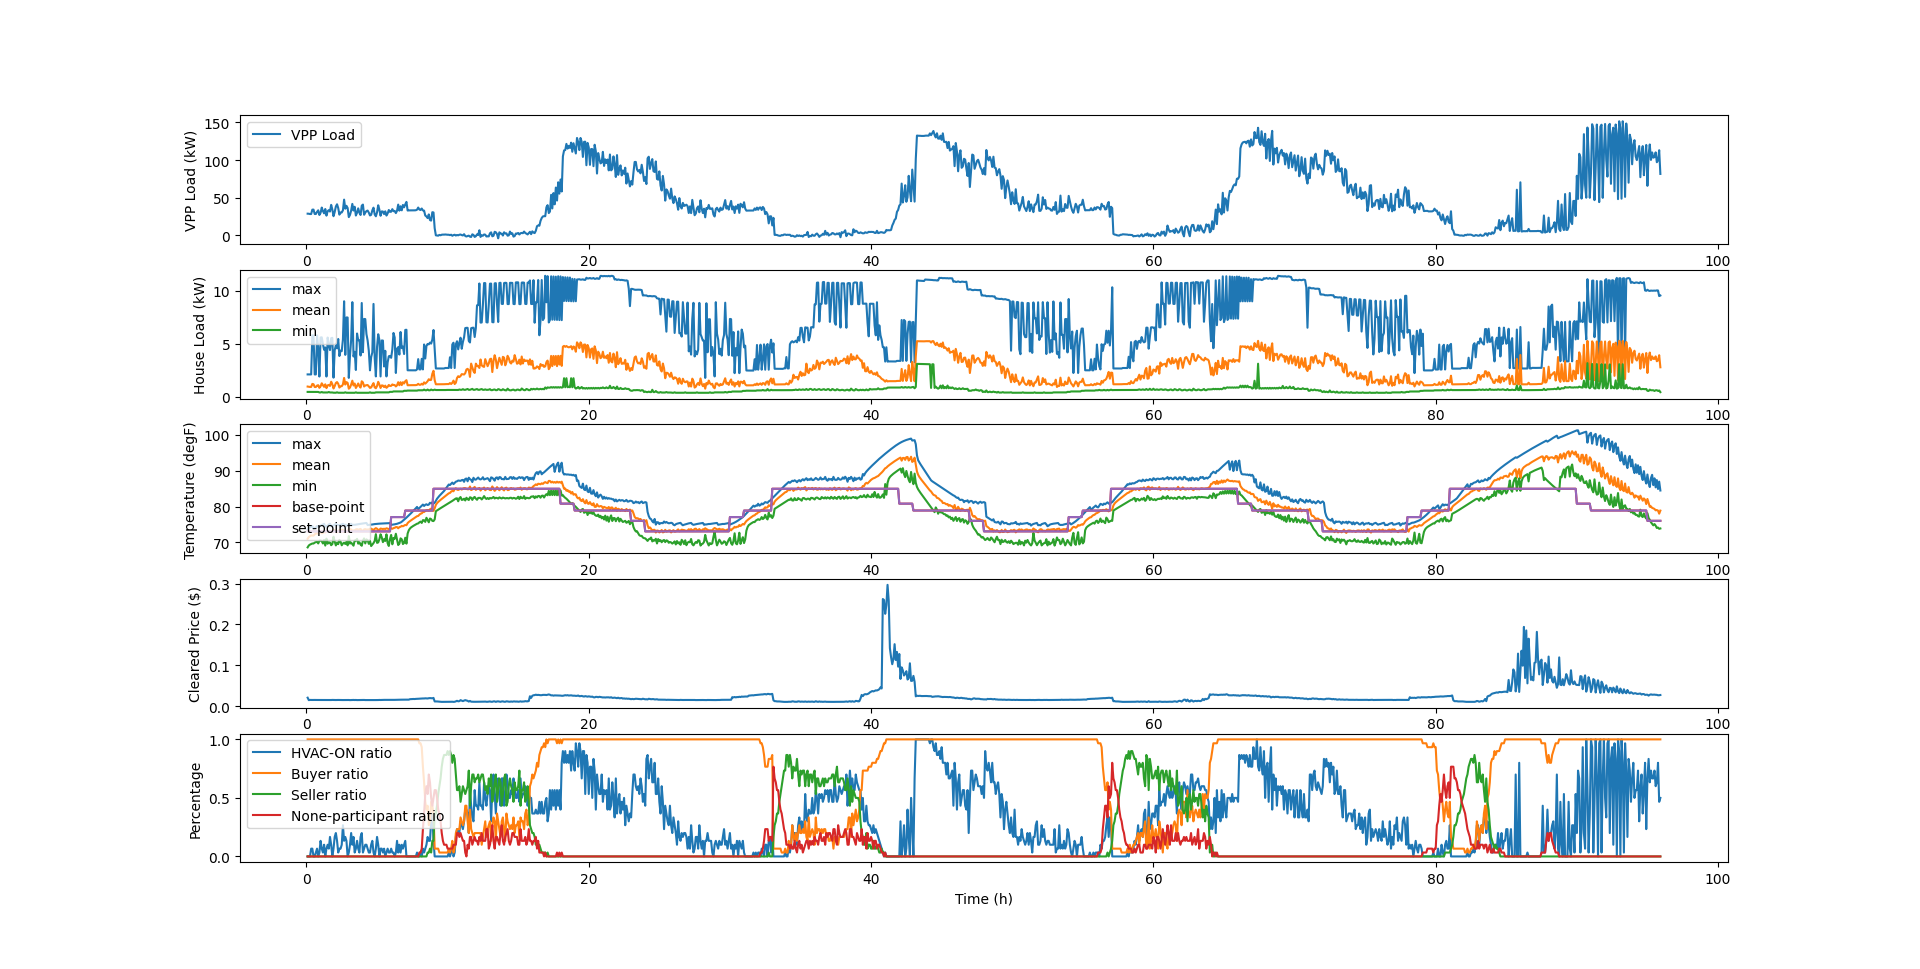 VPP Load (kW)
150
100
50
0
VPP Load
0 20 40 60 80 100
House Load (kW)
10
5
0
max
mean
min
0 20 40 60 80 100
Temperature (degF)
100
90
80
70
max
mean
min
base-point
set-point
0 20 40 60 80 100
Cleared Price ($)
0.3
0.2
0.1
0.0
0 20 40 60 80 100
Percentage
1.0
0.5
0.0
HVAC-ON ratio
Buyer ratio
Seller ratio
None-participant ratio
0 20 40 60 80 100
Time (h)